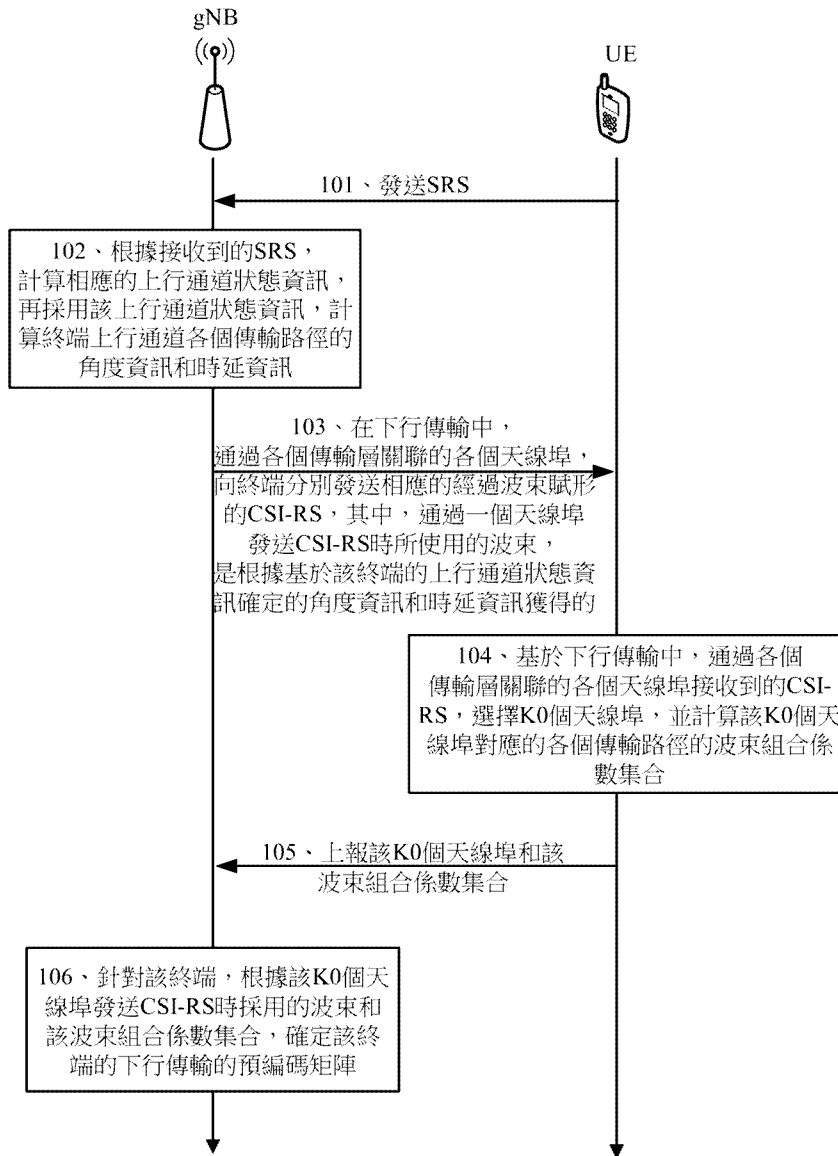 gNB
UE
101、發送SRS
102、根據接收到的SRS，
計算相應的上行通道狀態資訊，
再採用該上行通道狀態資訊，計
算終端上行通道各個傳輸路徑的
角度資訊和時延資訊
103、在下行傳輸中，
通過各個傳輸層關聯的各個天線埠，
向終端分別發送相應的經過波束賦形
的CSI-RS，其中，通過一個天線埠
發送CSI-RS時所使用的波束，
是根據基於該終端的上行通道狀態資
訊確定的角度資訊和時延資訊獲得的
104、基於下行傳輸中，通過各個
傳輸層關聯的各個天線埠接收到的CSI-
RS，選擇K0個天線埠，並計算該K0個天
線埠對應的各個傳輸路徑的波束組合係
數集合
105、上報該K0個天線埠和該
波束組合係數集合
106、針對該終端，根據該K0個天
線埠發送CSI-RS時採用的波束和
該波束組合係數集合，確定該終
端的下行傳輸的預編碼矩陣